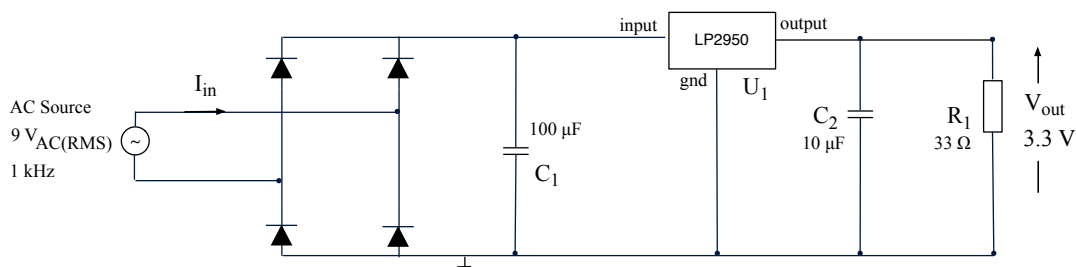 AC Source
9 VAC(RMS)
1 kHz
Iin
~
100 µF
C1
input
LP2950
output
gnd
U1
C2
10 µF
R1
33 Ω
Vout
3.3 V